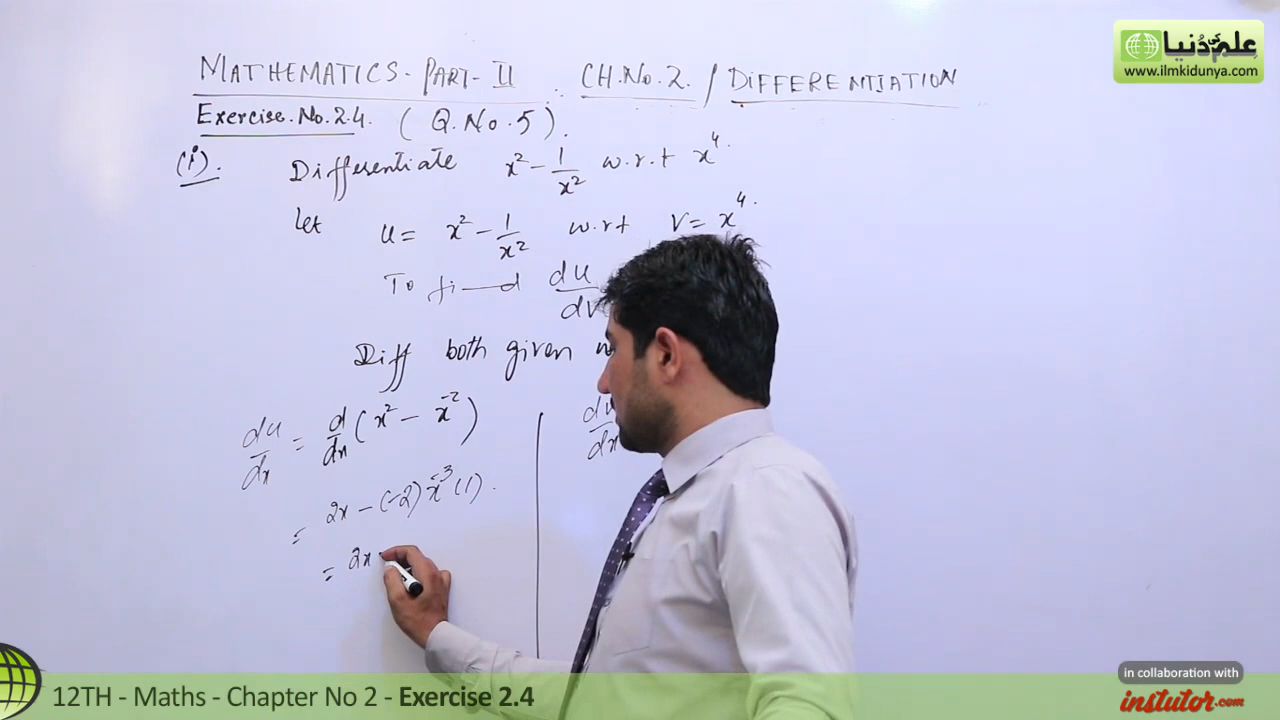 علم کی دُنیا
www.ilmkidunya.com
MATHEMATICS. PART-II CH.No.2. / DIFFERENTIATION
Exercise.No.2.4. (Q.No.5).
(i). Differentiate x² - 1/x² w.r.t x⁴.
let u = x² - 1/x² w.r.t v = x⁴.
To find du/dv
Diff both given w
du/dx = d/dx (x² - x⁻²)
= 2x - (-2) x⁻³ (1).
= 2x
in collaboration with
12TH - Maths - Chapter No 2 - Exercise 2.4
instutor.com